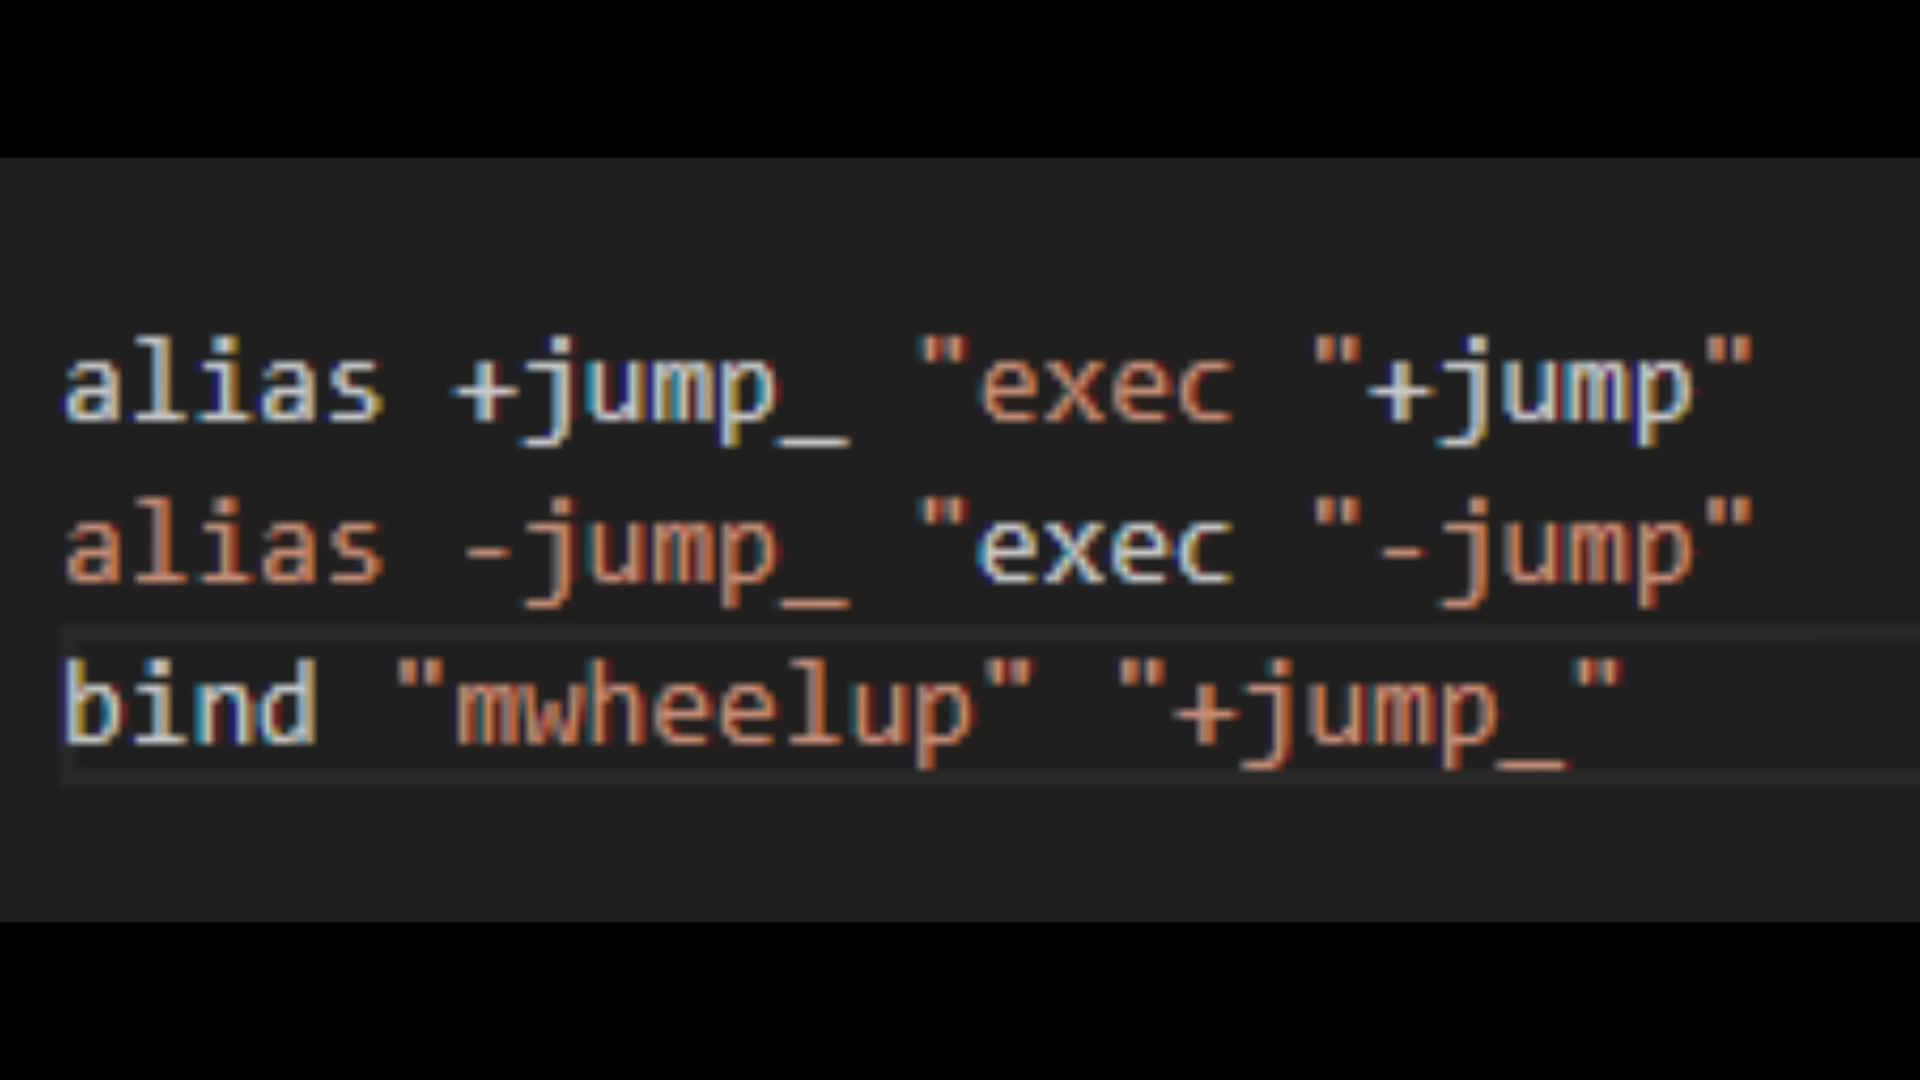 alias +jump_ "exec "+jump"
alias -jump_ "exec "-jump"
bind "mwheelup" "+jump_"